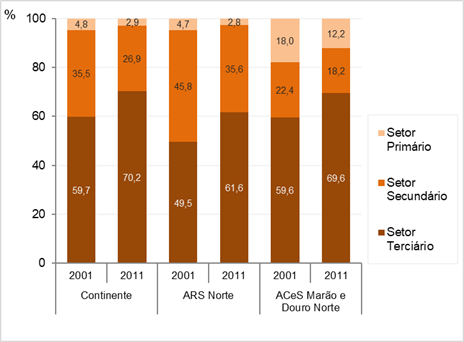 %
100
80
60
40
20
0
4,8 2,9 4,7 2,8 18,0 12,2
35,5 26,9 45,8 35,6 22,4 18,2
59,7 70,2 49,5 61,6 59,6 69,6
2001 2011 2001 2011 2001 2011
Continente ARS Norte ACeS Marão e
Douro Norte
Setor
Primário
Setor
Secundário
Setor
Terciário